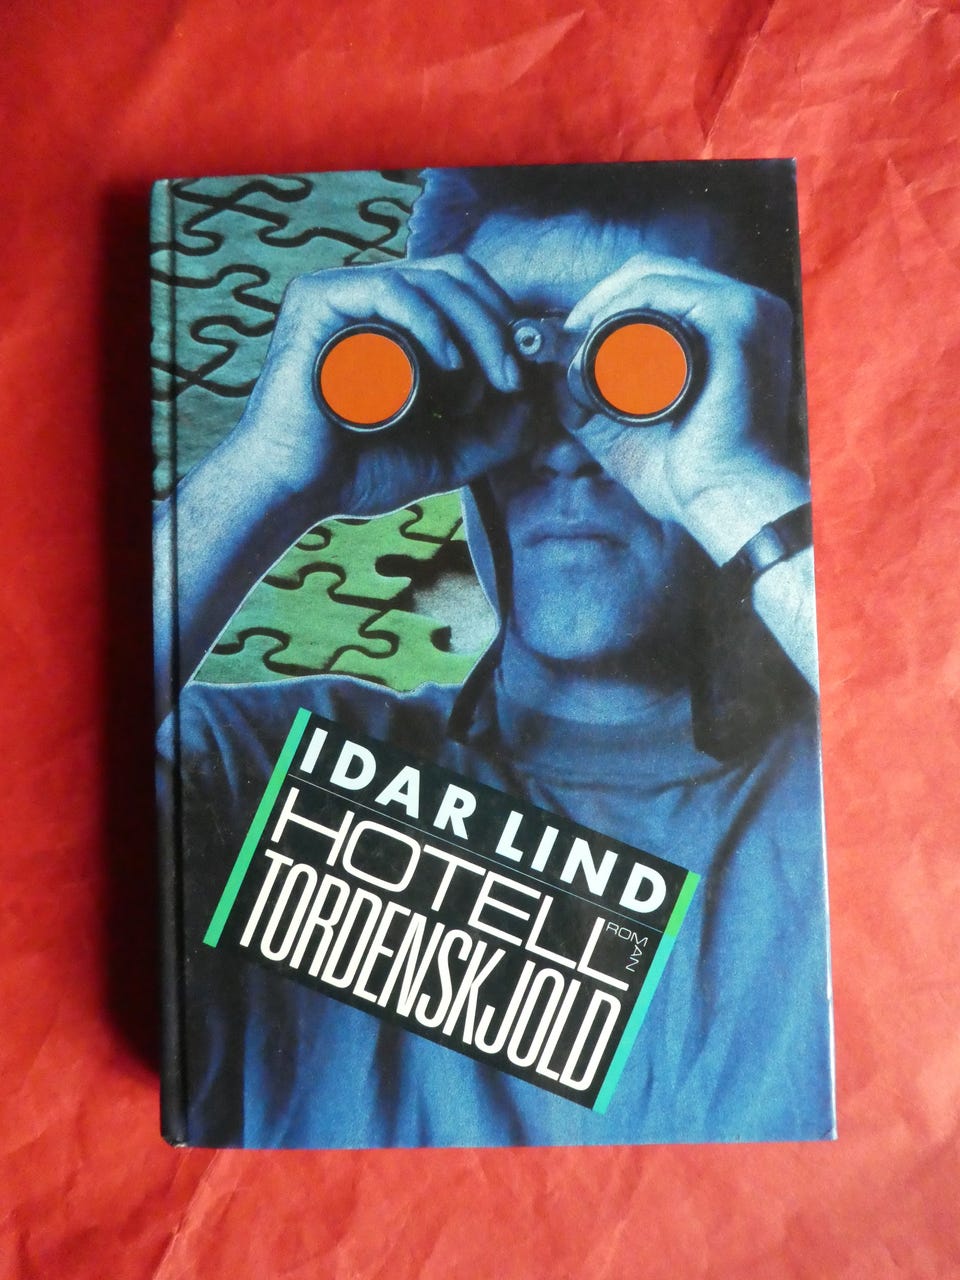 IDAR LIND
HOTELL
ROMAN
TORDENSKJOLD